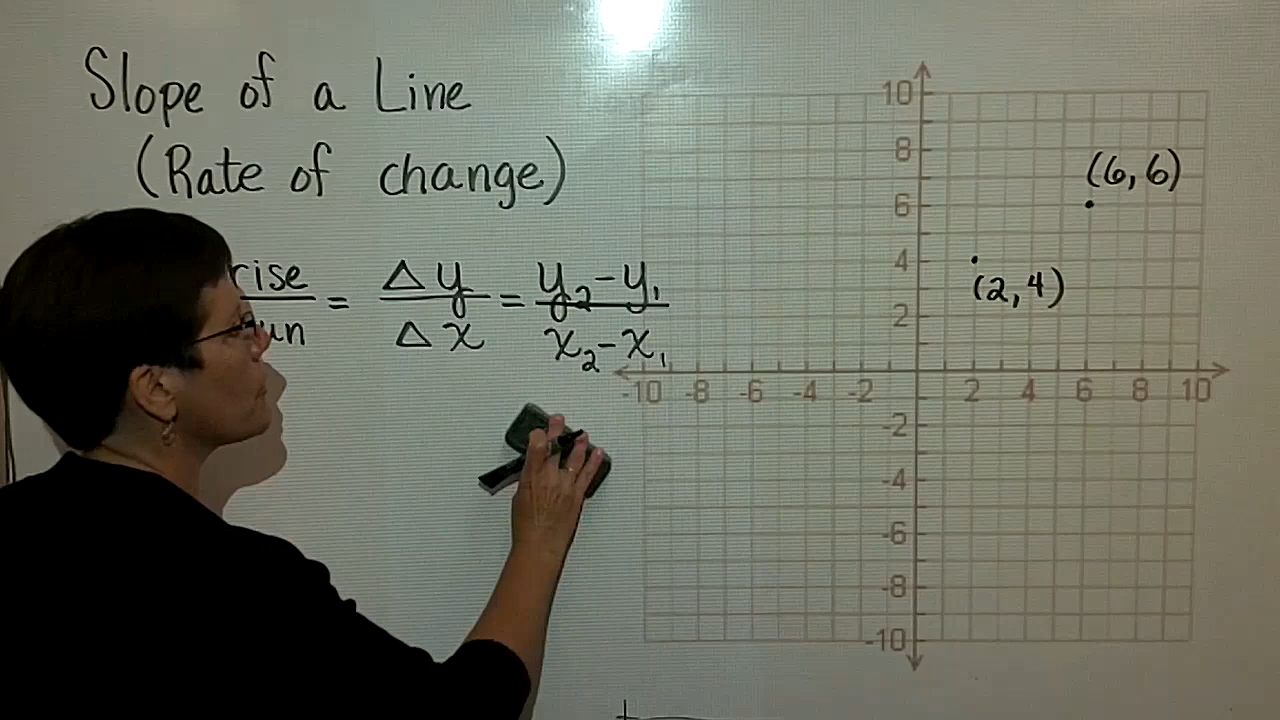 Slope of a Line
(Rate of change)
rise = Δy = y₂-y₁
un Δx x₂-x₁
(6,6)
(2,4)
10
8
6
4
2
-10 -8 -6 -4 -2 2 4 6 8 10
-2
-4
-6
-8
-10